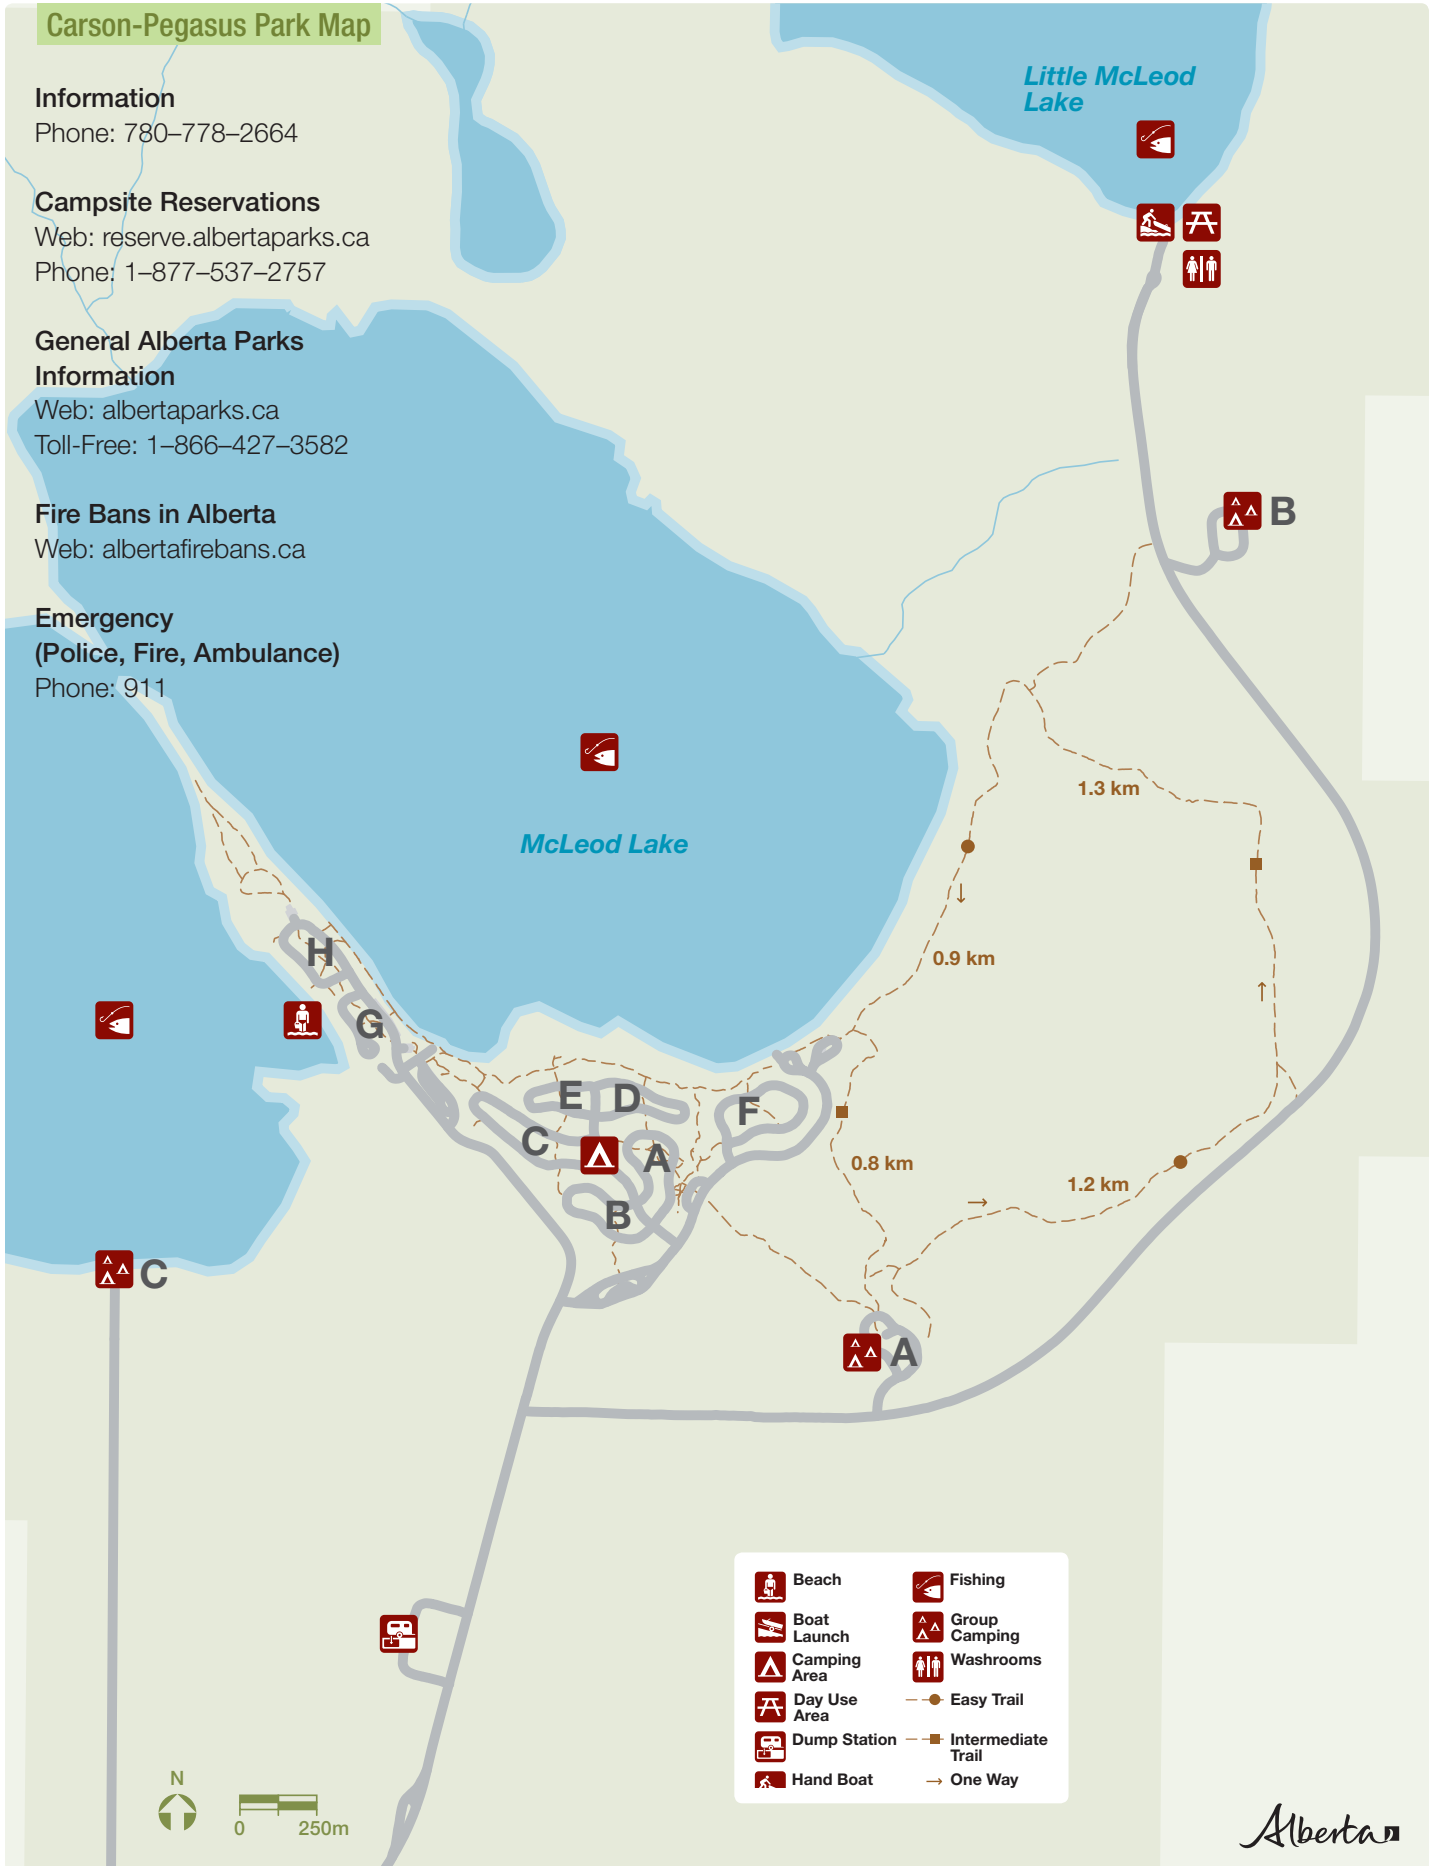 Carson-Pegasus Park Map
Information
Phone: 780–778–2664
Campsite Reservations
Web: reserve.albertaparks.ca
Phone: 1–877–537–2757
General Alberta Parks
Information
Web: albertaparks.ca
Toll-Free: 1–866–427–3582
Fire Bans in Alberta
Web: albertafirebans.ca
Emergency
(Police, Fire, Ambulance)
Phone: 911
Little McLeod
Lake
B
1.3 km
McLeod Lake
0.9 km
H
G
E
D
F
C
A
B
0.8 km
1.2 km
C
A
Beach
Boat
Launch
Camping
Area
Day Use
Area
Dump Station
Hand Boat
Fishing
Group
Camping
Washrooms
Easy Trail
Intermediate
Trail
One Way
N
0 250m
Alberta